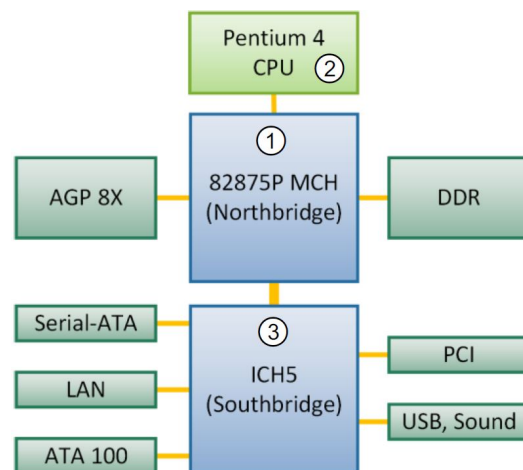 Pentium 4
CPU
2
1
82875P MCH
(Northbridge)
AGP 8X
DDR
3
ICH5
(Southbridge)
Serial-ATA
LAN
ATA 100
PCI
USB, Sound